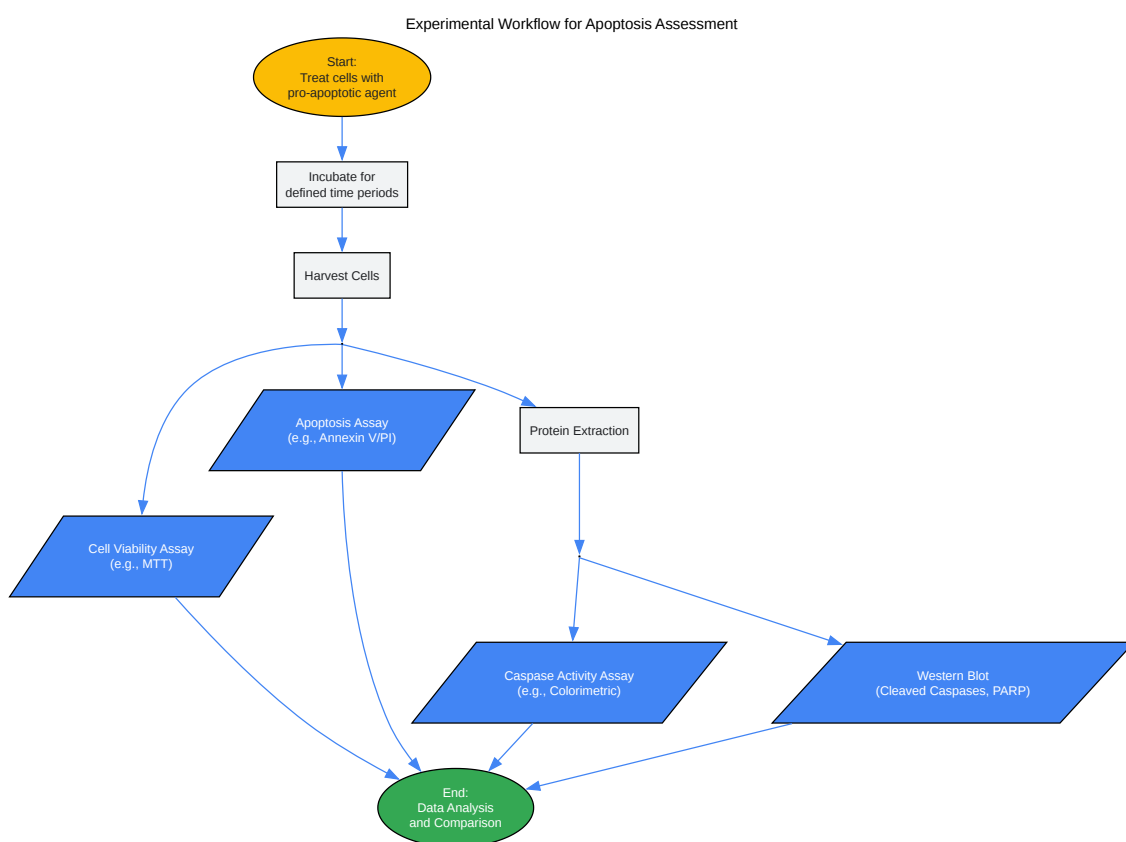 Experimental Workflow for Apoptosis Assessment
Start:
Treat cells with
pro-apoptotic agent
Incubate for
defined time periods
Harvest Cells
Apoptosis Assay
(e.g., Annexin V/PI)
Protein Extraction
Cell Viability Assay
(e.g., MTT)
Caspase Activity Assay
(e.g., Colorimetric)
Western Blot
(Cleaved Caspases, PARP)
End:
Data Analysis
and Comparison